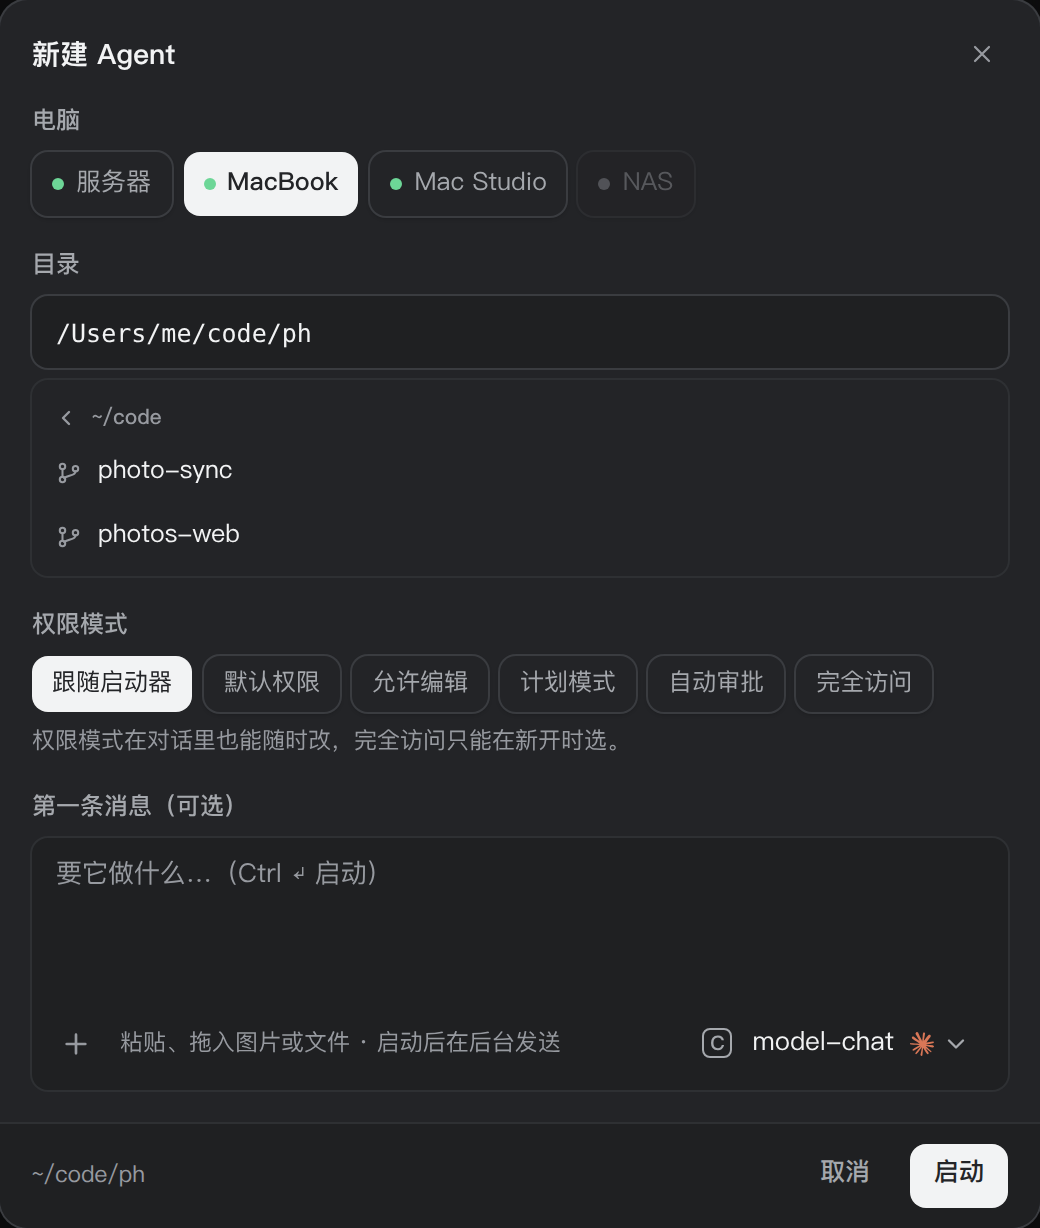 新建 Agent
电脑
服务器 MacBook Mac Studio NAS
目录
/Users/me/code/ph
~/code
photo-sync
photos-web
权限模式
跟随启动器 默认权限 允许编辑 计划模式 自动审批 完全访问
权限模式在对话里也能随时改，完全访问只能在新开时选。
第一条消息（可选）
要它做什么…（Ctrl ↲ 启动）
粘贴、拖入图片或文件 · 启动后在后台发送 C model-chat
~/code/ph 取消 启动